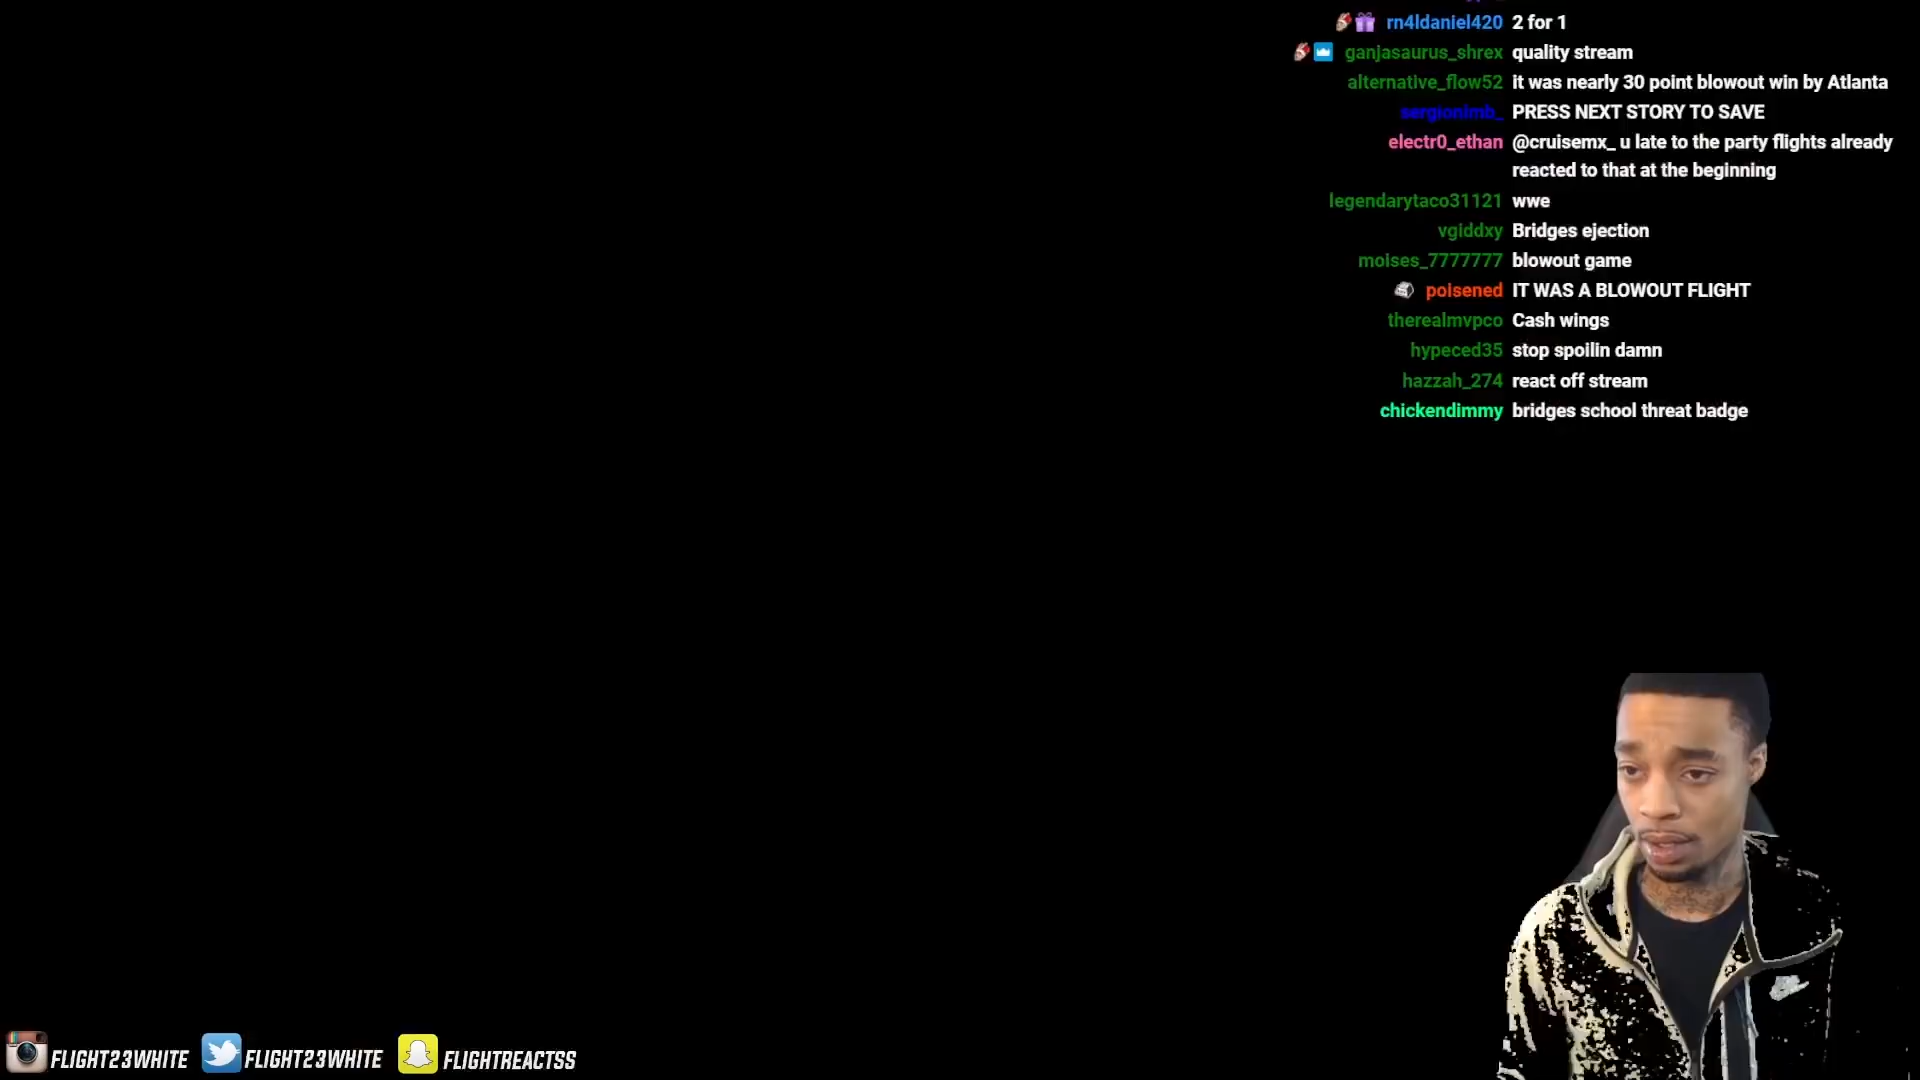 rn4ldaniel420 2 for 1
ganjasaurus_shrex quality stream
alternative_flow52 it was nearly 30 point blowout win by Atlanta
sergionimb_ PRESS NEXT STORY TO SAVE
electr0_ethan @cruisemx_ u late to the party flights already
reacted to that at the beginning
legendarytaco31121 wwe
vgiddxy Bridges ejection
moises_7777777 blowout game
poisened IT WAS A BLOWOUT FLIGHT
therealmvpco Cash wings
hypeced35 stop spoilin damn
hazzah_274 react off stream
chickendimmy bridges school threat badge
FLIGHT23WHITE FLIGHT23WHITE FLIGHTREACTSS